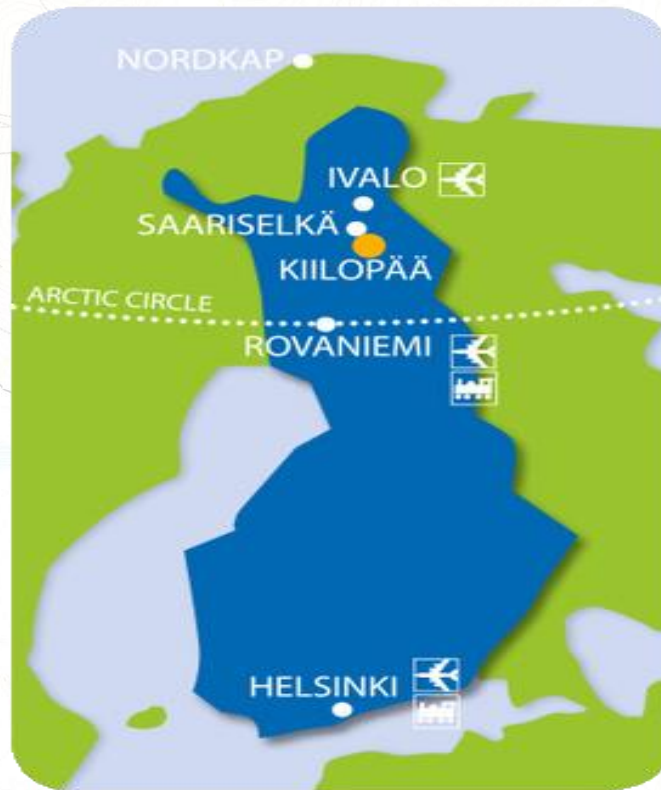 NORDKAP
IVALO
SAARISELKÄ
KIILOPÄÄ
ARCTIC CIRCLE
ROVANIEMI
HELSINKI